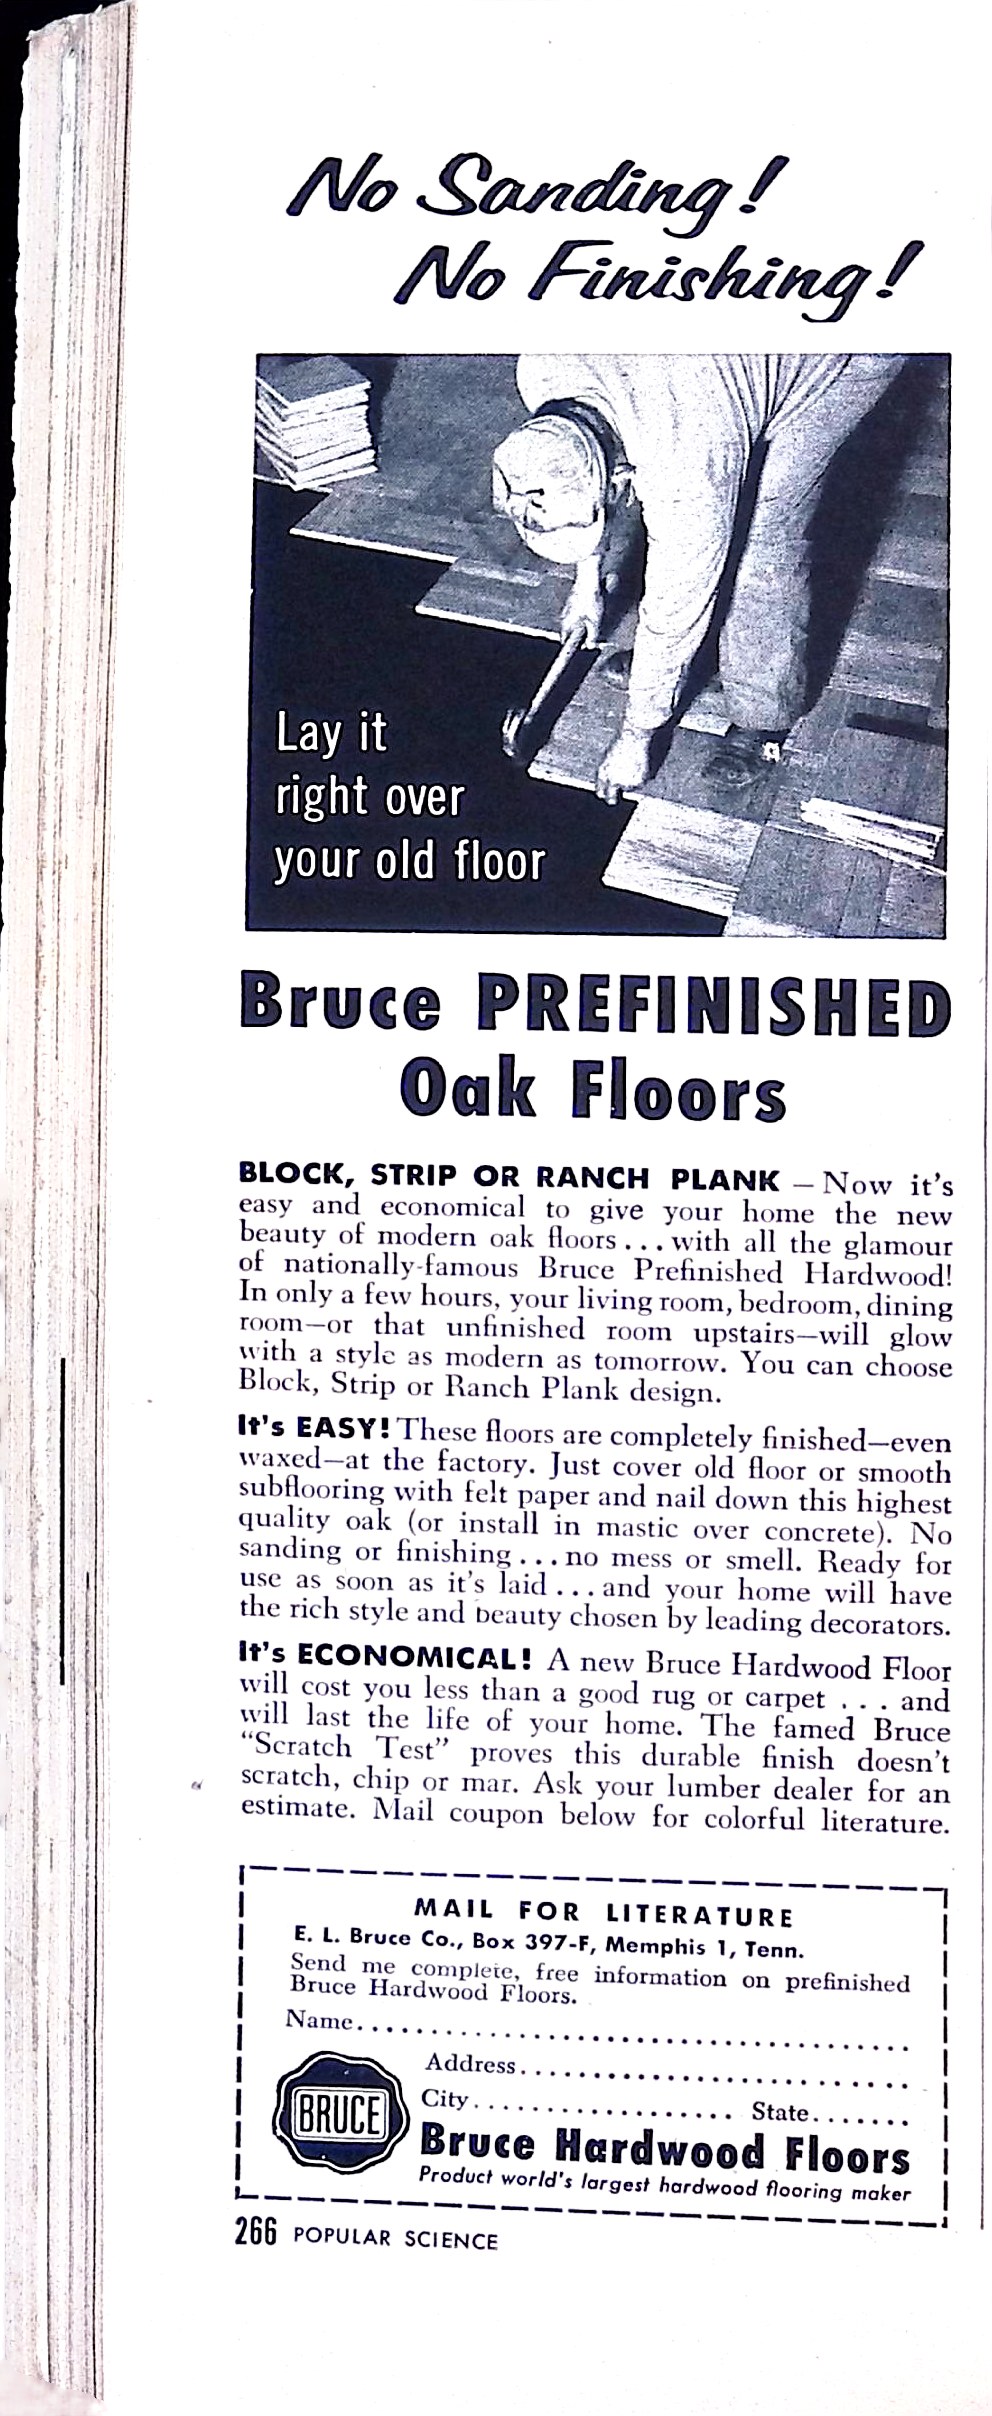 No Sanding!
No Finishing!
Lay it
right over
your old floor
Bruce PREFINISHED
Oak Floors
BLOCK, STRIP OR RANCH PLANK — Now it's
easy and economical to give your home the new
beauty of modern oak floors . . . with all the glamour
of nationally-famous Bruce Prefinished Hardwood!
In only a few hours, your living room, bedroom, dining
room—or that unfinished room upstairs—will glow
with a style as modern as tomorrow. You can choose
Block, Strip or Ranch Plank design.
It's EASY! These floors are completely finished—even
waxed—at the factory. Just cover old floor or smooth
subflooring with felt paper and nail down this highest
quality oak (or install in mastic over concrete). No
sanding or finishing . . . no mess or smell. Ready for
use as soon as it's laid . . . and your home will have
the rich style and beauty chosen by leading decorators.
It's ECONOMICAL! A new Bruce Hardwood Floor
will cost you less than a good rug or carpet . . . and
will last the life of your home. The famed Bruce
“Scratch Test” proves this durable finish doesn't
scratch, chip or mar. Ask your lumber dealer for an
estimate. Mail coupon below for colorful literature.
MAIL FOR LITERATURE
E. L. Bruce Co., Box 397-F, Memphis 1, Tenn.
Send me complete, free information on prefinished
Bruce Hardwood Floors.
Name......................................
Address...........................
City.................. State.......
BRUCE
Bruce Hardwood Floors
Product world's largest hardwood flooring maker
266 POPULAR SCIENCE